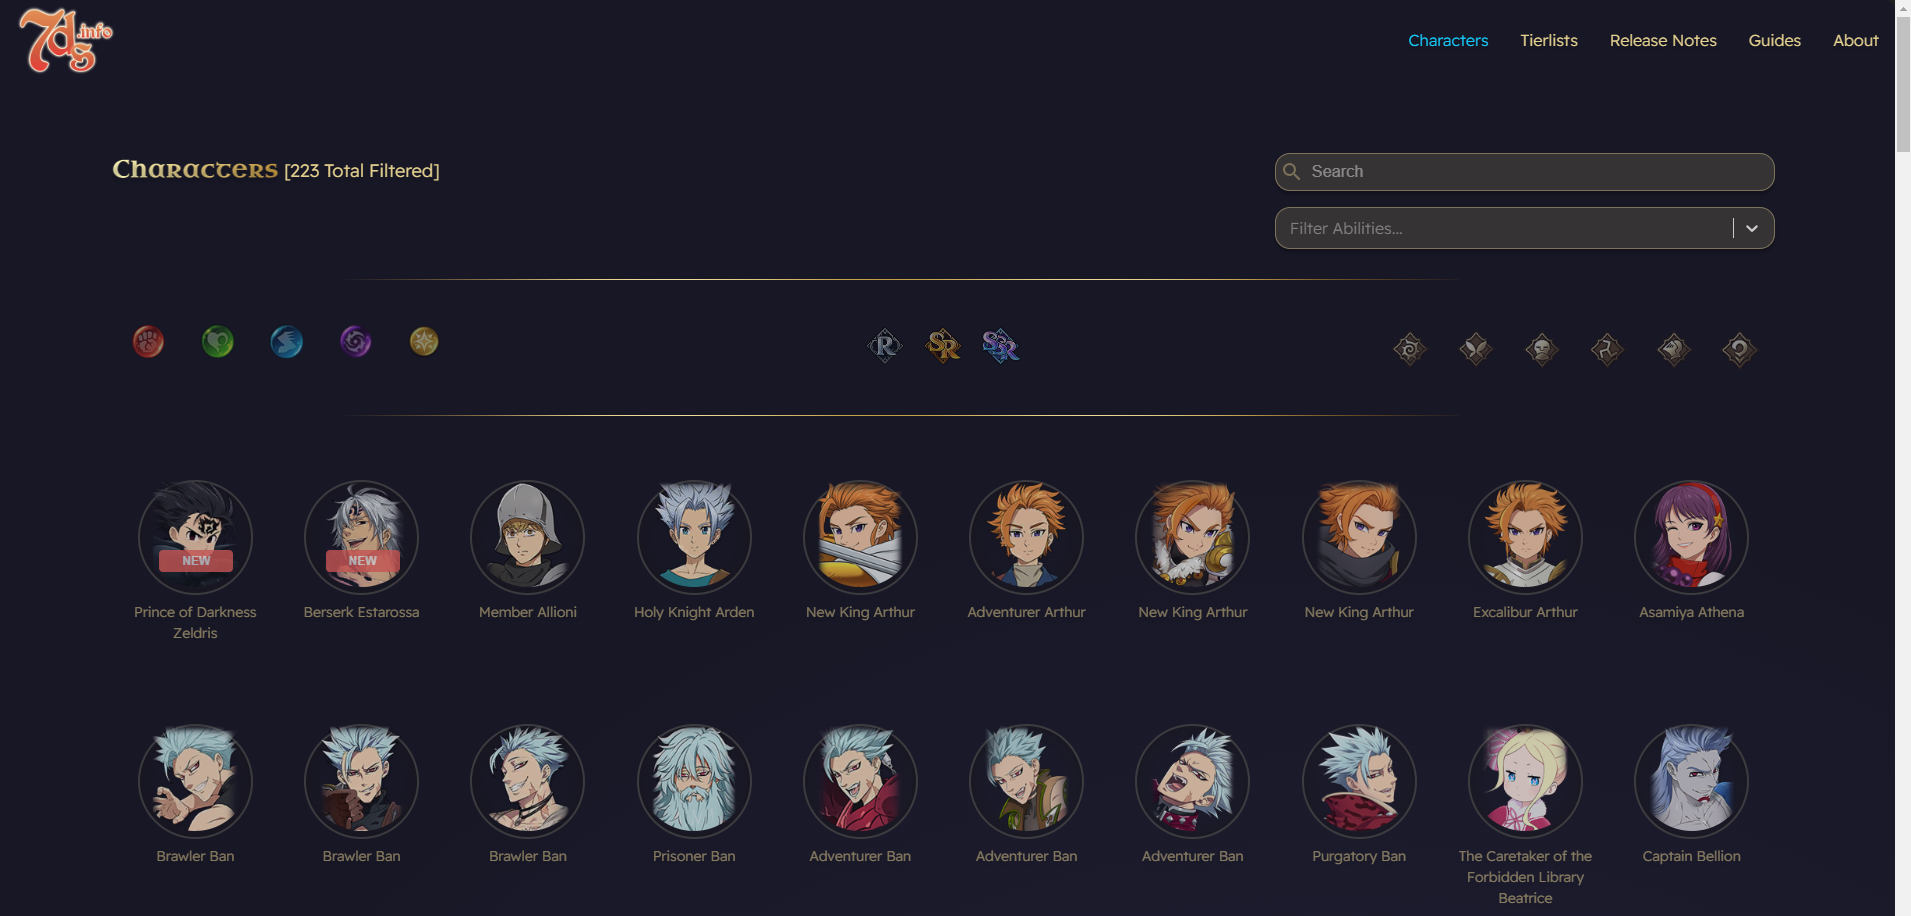 7ds.info
Characters Tierlists Release Notes Guides About
Characters [223 Total Filtered]
Search
Filter Abilities...
R SR SSR
NEW NEW
Prince of Darkness
Zeldris
Berserk Estarossa
Member Allioni
Holy Knight Arden
New King Arthur
Adventurer Arthur
New King Arthur
New King Arthur
Excalibur Arthur
Asamiya Athena
Brawler Ban
Brawler Ban
Brawler Ban
Prisoner Ban
Adventurer Ban
Adventurer Ban
Adventurer Ban
Purgatory Ban
The Caretaker of the
Forbidden Library
Beatrice
Captain Bellion